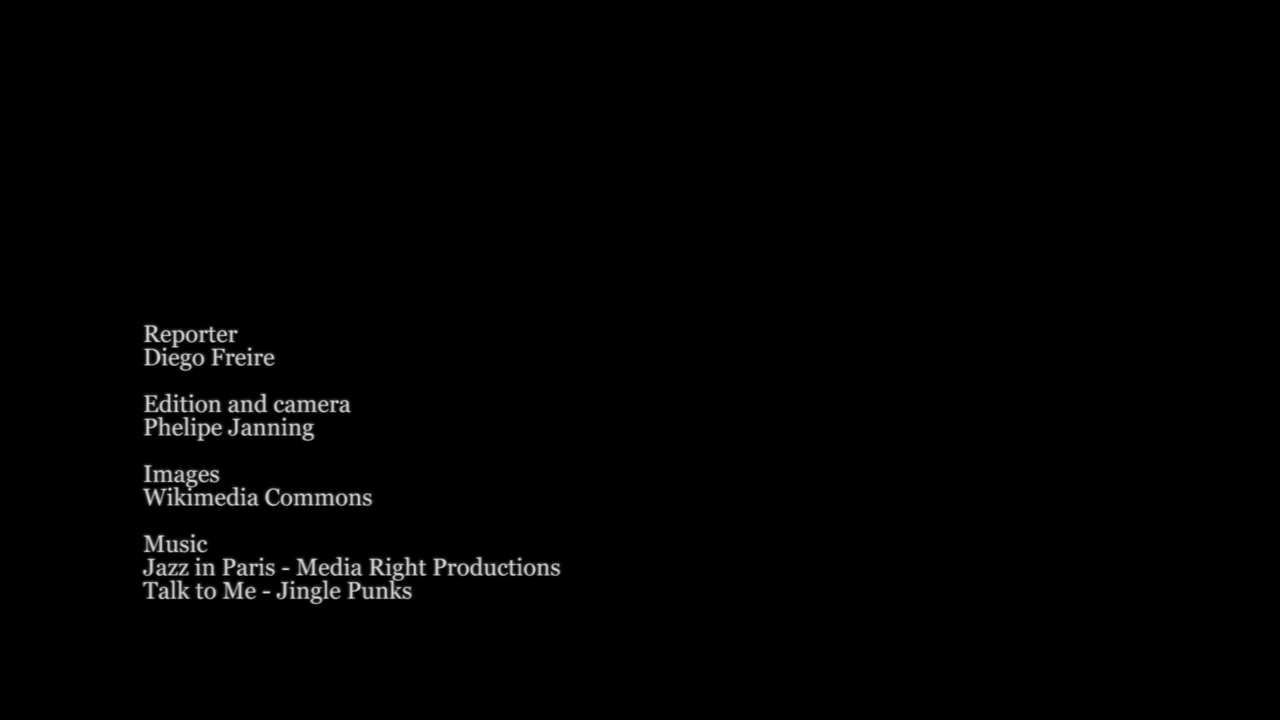 Reporter
Diego Freire
Edition and camera
Phelipe Janning
Images
Wikimedia Commons
Music
Jazz in Paris - Media Right Productions
Talk to Me - Jingle Punks